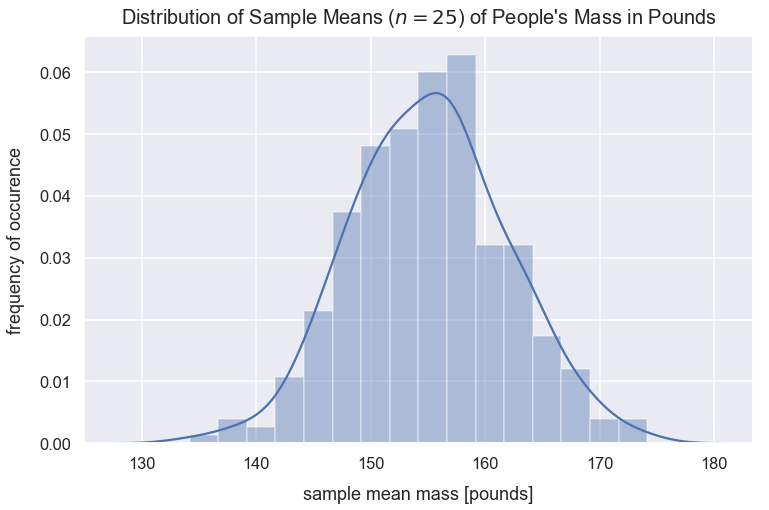 Distribution of Sample Means (n = 25) of People's Mass in Pounds
frequency of occurence
0.06
0.05
0.04
0.03
0.02
0.01
0.00
130 140 150 160 170 180
sample mean mass [pounds]